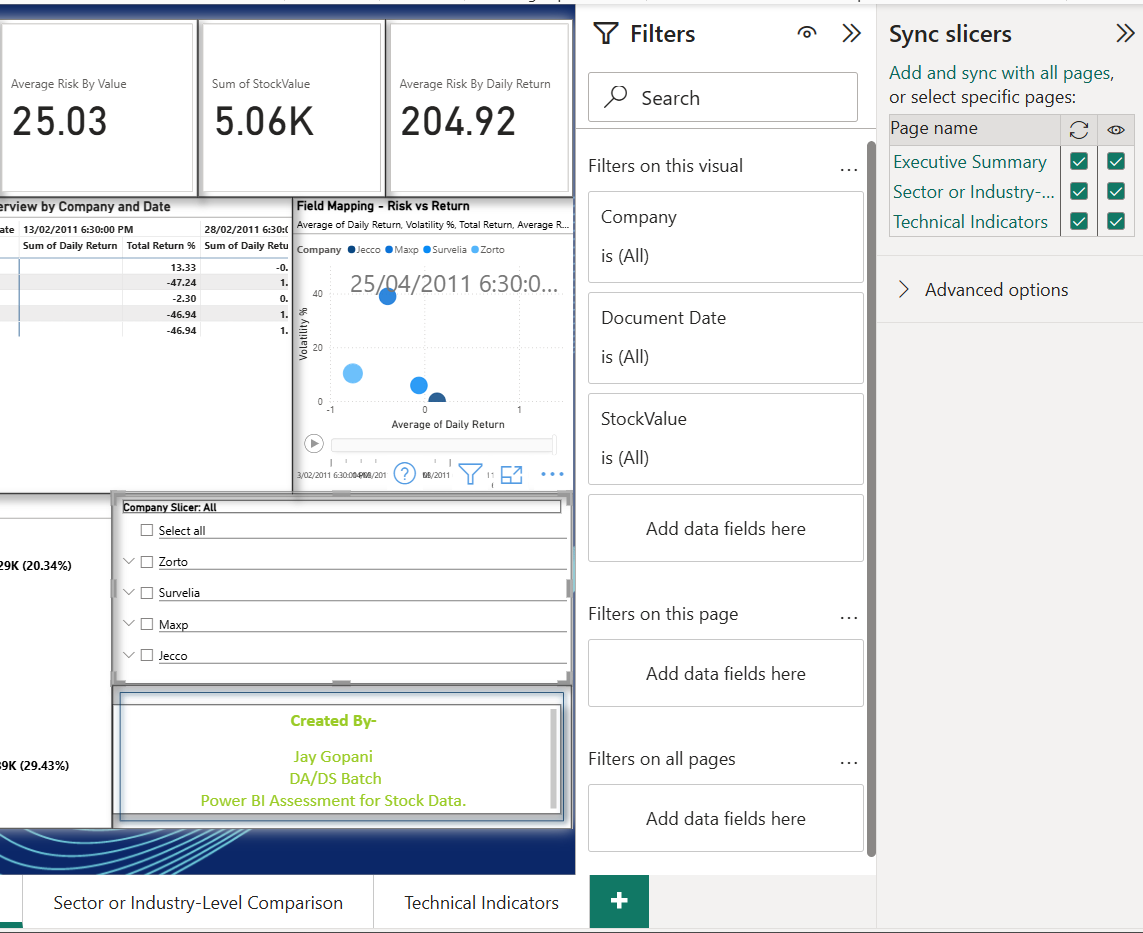 Average Risk By Value
25.03
Sum of StockValue
5.06K
Average Risk By Daily Return
204.92
erview by Company and Date
ate 13/02/2011 6:30:00 PM 28/02/2011 6:30:0
Sum of Daily Return Total Return % Sum of Daily Retu
13.33 -0.
-47.24 1.
-2.30 0.
-46.94 1.
-46.94 1.
Field Mapping - Risk vs Return
Average of Daily Return, Volatility %, Total Return, Average R...
Company Jecco Maxp Survelia Zorto
25/04/2011 6:30:0...
Volatility %
40
20
0
-1 0 1
Average of Daily Return
29K (20.34%)
9K (29.43%)
Company Slicer: All
Select all
Zorto
Survelia
Maxp
Jecco
Created By-
Jay Gopani
DA/DS Batch
Power BI Assessment for Stock Data.
Sector or Industry-Level Comparison
Technical Indicators
+
Filters
Search
Filters on this visual
...
Company
is (All)
Document Date
is (All)
StockValue
is (All)
Add data fields here
Filters on this page
...
Add data fields here
Filters on all pages
...
Add data fields here
Sync slicers
Add and sync with all pages,
or select specific pages:
Page name
Executive Summary
Sector or Industry-...
Technical Indicators
Advanced options